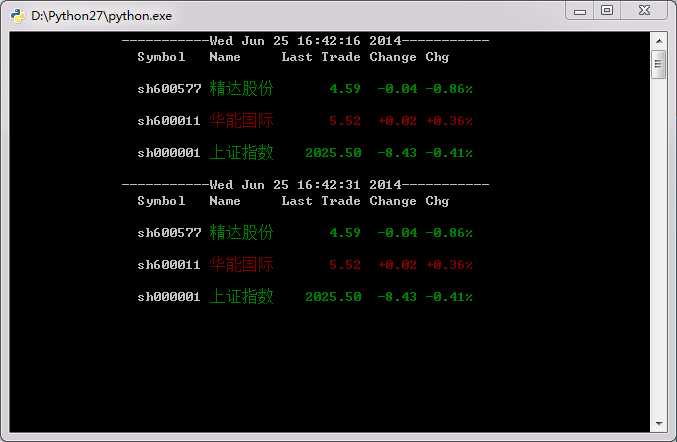 D:\Python27\python.exe
-----------Wed Jun 25 16:42:16 2014-----------
Symbol Name Last Trade Change Chg
sh600577 精达股份 4.59 -0.04 -0.86%
sh600011 华能国际 5.52 +0.02 +0.36%
sh000001 上证指数 2025.50 -8.43 -0.41%
-----------Wed Jun 25 16:42:31 2014-----------
Symbol Name Last Trade Change Chg
sh600577 精达股份 4.59 -0.04 -0.86%
sh600011 华能国际 5.52 +0.02 +0.36%
sh000001 上证指数 2025.50 -8.43 -0.41%